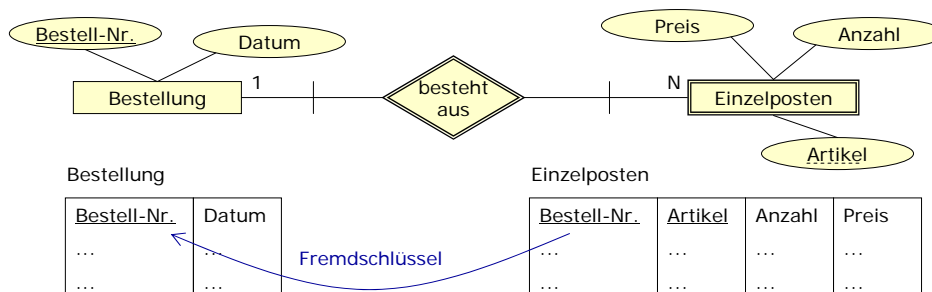 Bestell-Nr.
Datum
Preis
Anzahl
Bestellung
1
besteht
aus
N
Einzelposten
Artikel
Bestellung
Einzelposten
Bestell-Nr. Datum
... ...
... ...
Fremdschlüssel
Bestell-Nr. Artikel Anzahl Preis
... ... ... ...
... ... ... ...